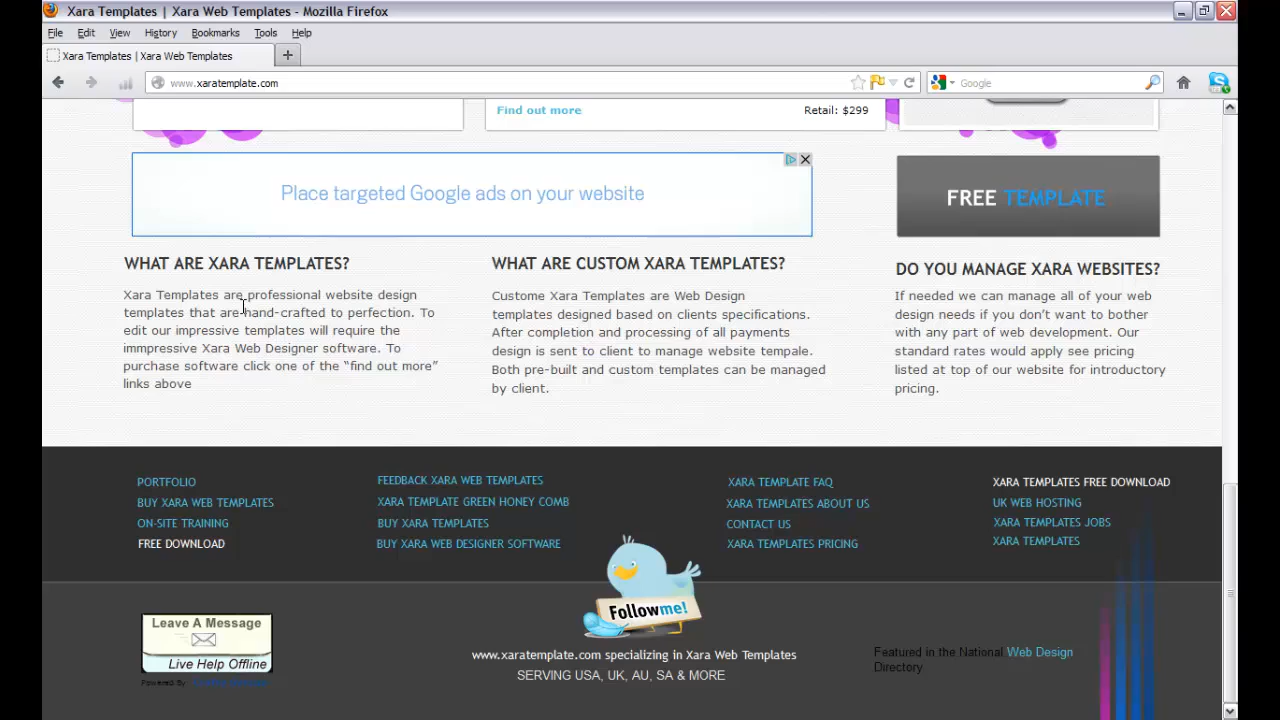 Xara Templates | Xara Web Templates - Mozilla Firefox
File Edit View History Bookmarks Tools Help
Xara Templates | Xara Web Templates
www.xaratemplate.com
Google
Find out more
Retail: $299
Place targeted Google ads on your website
FREE TEMPLATE
WHAT ARE XARA TEMPLATES?
Xara Templates are professional website design
templates that are hand-crafted to perfection. To
edit our impressive templates will require the
immpressive Xara Web Designer software. To
purchase software click one of the “find out more”
links above
WHAT ARE CUSTOM XARA TEMPLATES?
Custome Xara Templates are Web Design
templates designed based on clients specifications.
After completion and processing of all payments
design is sent to client to manage website tempale.
Both pre-built and custom templates can be managed
by client.
DO YOU MANAGE XARA WEBSITES?
If needed we can manage all of your web
design needs if you don’t want to bother
with any part of web development. Our
standard rates would apply see pricing
listed at top of our website for introductory
pricing.
PORTFOLIO
BUY XARA WEB TEMPLATES
ON-SITE TRAINING
FREE DOWNLOAD
FEEDBACK XARA WEB TEMPLATES
XARA TEMPLATE GREEN HONEY COMB
BUY XARA TEMPLATES
BUY XARA WEB DESIGNER SOFTWARE
XARA TEMPLATE FAQ
XARA TEMPLATES ABOUT US
CONTACT US
XARA TEMPLATES PRICING
XARA TEMPLATES FREE DOWNLOAD
UK WEB HOSTING
XARA TEMPLATES JOBS
XARA TEMPLATES
Leave A Message
Live Help Offline
Powered By
Followme!
www.xaratemplate.com specializing in Xara Web Templates
SERVING USA, UK, AU, SA & MORE
Featured in the National Web Design
Directory